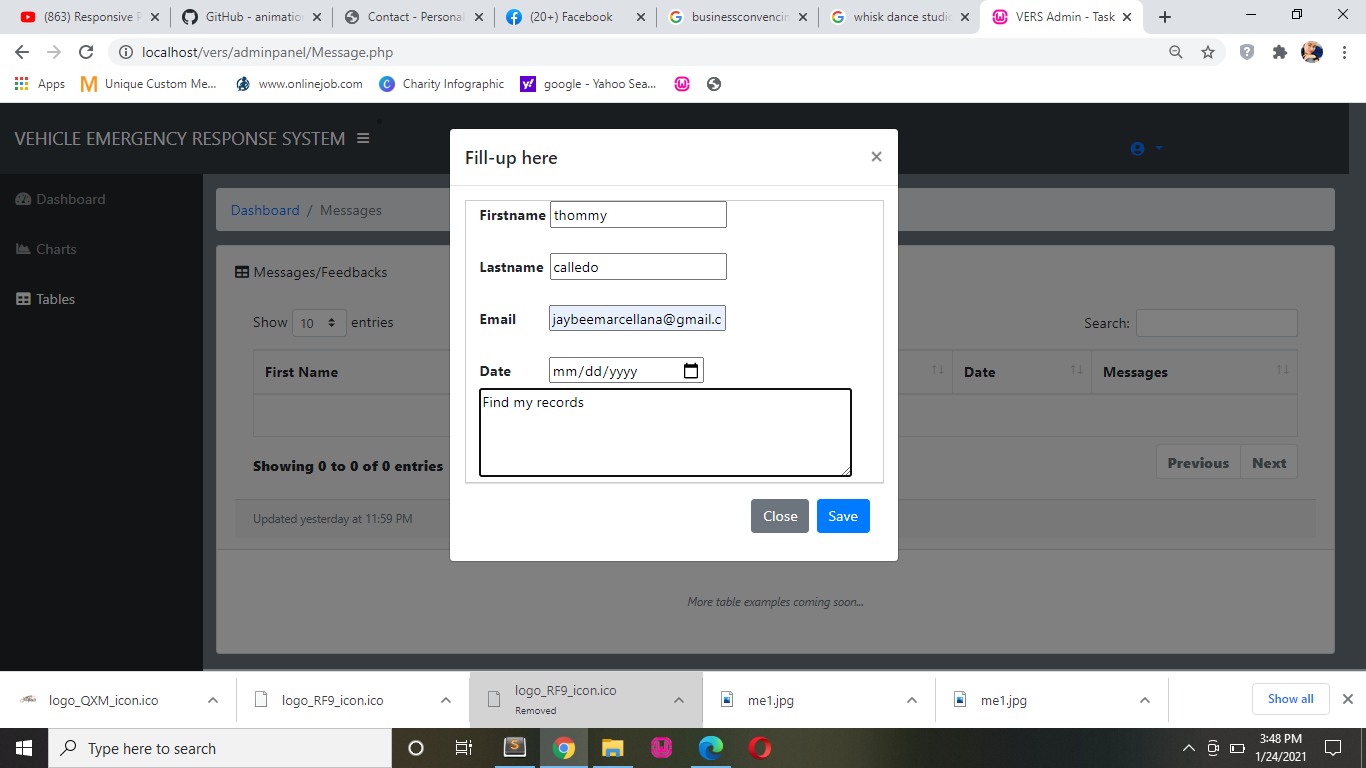 (863) Responsive P
GitHub - animatio
Contact - Personal
(20+) Facebook
businessconvencin
whisk dance studio
VERS Admin - Task
localhost/vers/adminpanel/Message.php
Apps
Unique Custom Me...
www.onlinejob.com
Charity Infographic
google - Yahoo Sea...
VEHICLE EMERGENCY RESPONSE SYSTEM
Dashboard
Charts
Tables
Dashboard / Messages
Messages/Feedbacks
Show 10 entries
Search:
First Name
Date
Messages
Showing 0 to 0 of 0 entries
Previous
Next
Updated yesterday at 11:59 PM
More table examples coming soon...
Fill-up here
×
Firstname thommy
Lastname calledo
Email jaybeemarcellana@gmail.c
Date mm/dd/yyyy
Find my records
Close
Save
logo_QXM_icon.ico
logo_RF9_icon.ico
logo_RF9_icon.ico
Removed
me1.jpg
me1.jpg
Show all
Type here to search
3:48 PM
1/24/2021